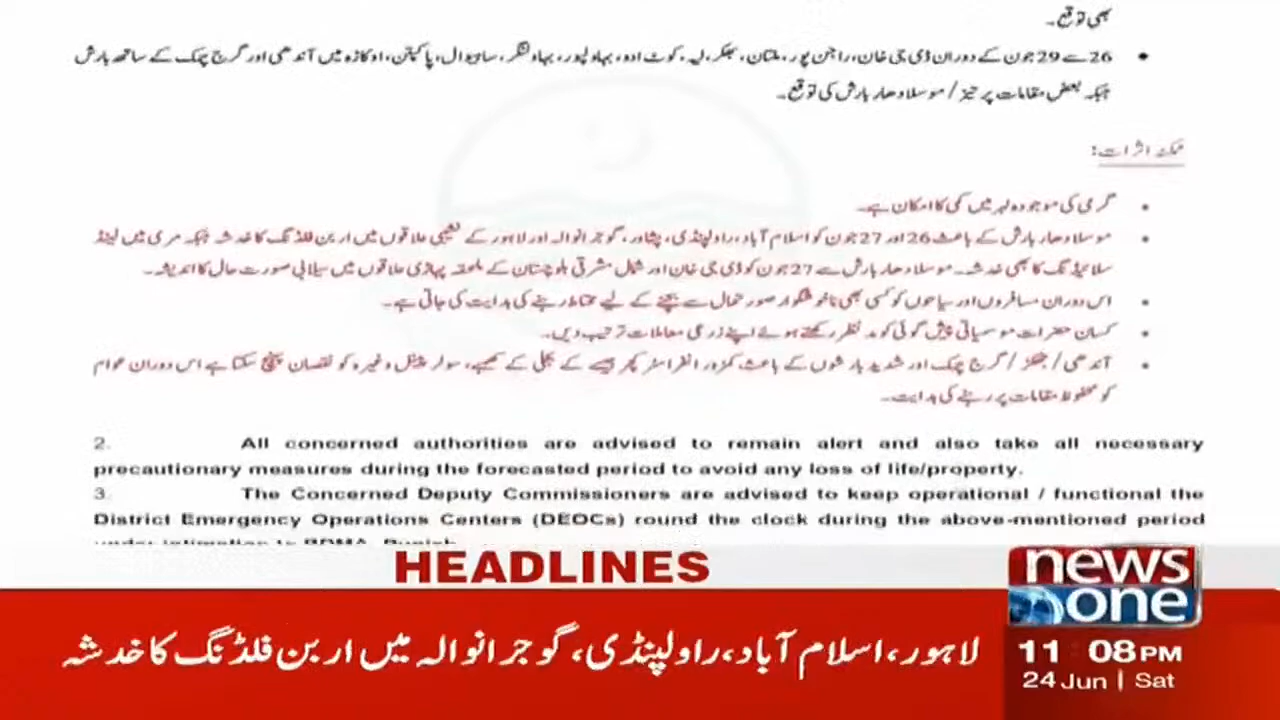 بھی توقع۔
• 26 سے 29 جون کے دوران ڈی جی خان، راجن پور، ملتان، بھکر، لیہ، کوٹ ادو، بہاولپور، بہاولنگر، ساہیوال، پاکپتن، اوکاڑہ میں آندھی اور گرج چمک کے ساتھ بارش
جبکہ بعض مقامات پر تیز / موسلادھار بارش کی توقع۔
ممکنہ اثرات:
• گرمی کی موجودہ لہر میں کمی کا امکان ہے۔
• موسلادھار بارش کے باعث 26 اور 27 جون کو اسلام آباد، راولپنڈی، پشاور، گوجرانوالہ اور لاہور کے نشیبی علاقوں میں اربن فلڈنگ کا خدشہ جبکہ مری میں لینڈ
سلائیڈنگ کا بھی خدشہ۔ موسلادھار بارش سے 27 جون کو ڈی جی خان اور شمال مشرقی بلوچستان کے ملحقہ پہاڑی علاقوں میں سیلابی صورت حال کا اندیشہ۔
• اس دوران مسافروں اور سیاحوں کو کسی بھی ناخوشگوار صورتحال سے بچنے کے لیے محتاط رہنے کی ہدایت کی جاتی ہے۔
• کسان حضرات موسمیاتی پیش گوئی کو مد نظر رکھتے ہوئے اپنے زرعی معاملات ترتیب دیں۔
• آندھی / جھکڑ / گرج چمک اور شدید بارشوں کے باعث کمزور انفراسٹرکچر جیسے کے بجلی کے کھمبے، سولر پینل وغیرہ کو نقصان پہنچ سکتا ہے اس دوران عوام
کو محفوظ مقامات پر رہنے کی ہدایت۔
2. All concerned authorities are advised to remain alert and also take all necessary
precautionary measures during the forecasted period to avoid any loss of life/property.
3. The Concerned Deputy Commissioners are advised to keep operational / functional the
District Emergency Operations Centers (DEOCs) round the clock during the above-mentioned period
HEADLINES
news
one
لاہور، اسلام آباد، راولپنڈی، گوجرانوالہ میں اربن فلڈنگ کا خدشہ
11 08 PM
24 Jun | Sat